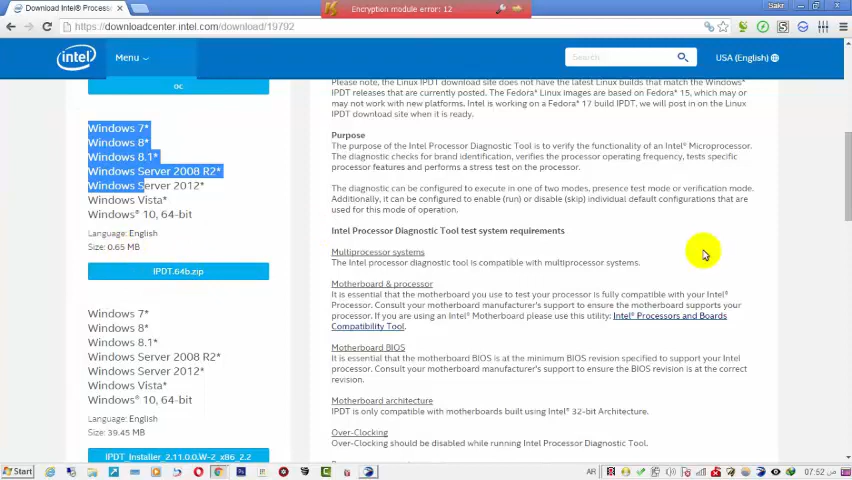 Download Intel® Process
Encryption module error: 12
Sakr
https://downloadcenter.intel.com/download/19792
intel
Menu
Search
USA (English)
oc
Windows 7*
Windows 8*
Windows 8.1*
Windows Server 2008 R2*
Windows Server 2012*
Windows Vista*
Windows® 10, 64-bit
Language: English
Size: 0.65 MB
IPDT.64b.zip
Windows 7*
Windows 8*
Windows 8.1*
Windows Server 2008 R2*
Windows Server 2012*
Windows Vista*
Windows® 10, 64-bit
Language: English
Size: 39.45 MB
IPDT_Installer_2.11.0.0.W-2_x86_2.2
Please note, the Linux IPDT download site does not have the latest Linux builds that match the Windows*
IPDT releases that are currently posted. The Fedora* Linux images are based on Fedora* 15, which may or
may not work with new platforms. Intel is working on a Fedora* 17 build IPDT, we will post in on the Linux
IPDT download site when it is ready.
Purpose
The purpose of the Intel Processor Diagnostic Tool is to verify the functionality of an Intel® Microprocessor.
The diagnostic checks for brand identification, verifies the processor operating frequency, tests specific
processor features and performs a stress test on the processor.
The diagnostic can be configured to execute in one of two modes, presence test mode or verification mode.
Additionally, it can be configured to enable (run) or disable (skip) individual default configurations that are
used for this mode of operation.
Intel Processor Diagnostic Tool test system requirements
Multiprocessor systems
The Intel processor diagnostic tool is compatible with multiprocessor systems.
Motherboard & processor
It is essential that the motherboard you use to test your processor is fully compatible with your Intel®
Processor. Consult your motherboard manufacturer's support to ensure the motherboard supports your
processor. If you are using an Intel® Motherboard please use this utility: Intel® Processors and Boards
Compatibility Tool.
Motherboard BIOS
It is essential that the motherboard BIOS is at the minimum BIOS revision specified to support your Intel
processor. Consult your motherboard manufacturer's support to ensure the BIOS revision is at the correct
revision.
Motherboard architecture
IPDT is only compatible with motherboards built using Intel® 32-bit Architecture.
Over-Clocking
Over-Clocking should be disabled while running Intel Processor Diagnostic Tool.
Start
AR
07:52 ص